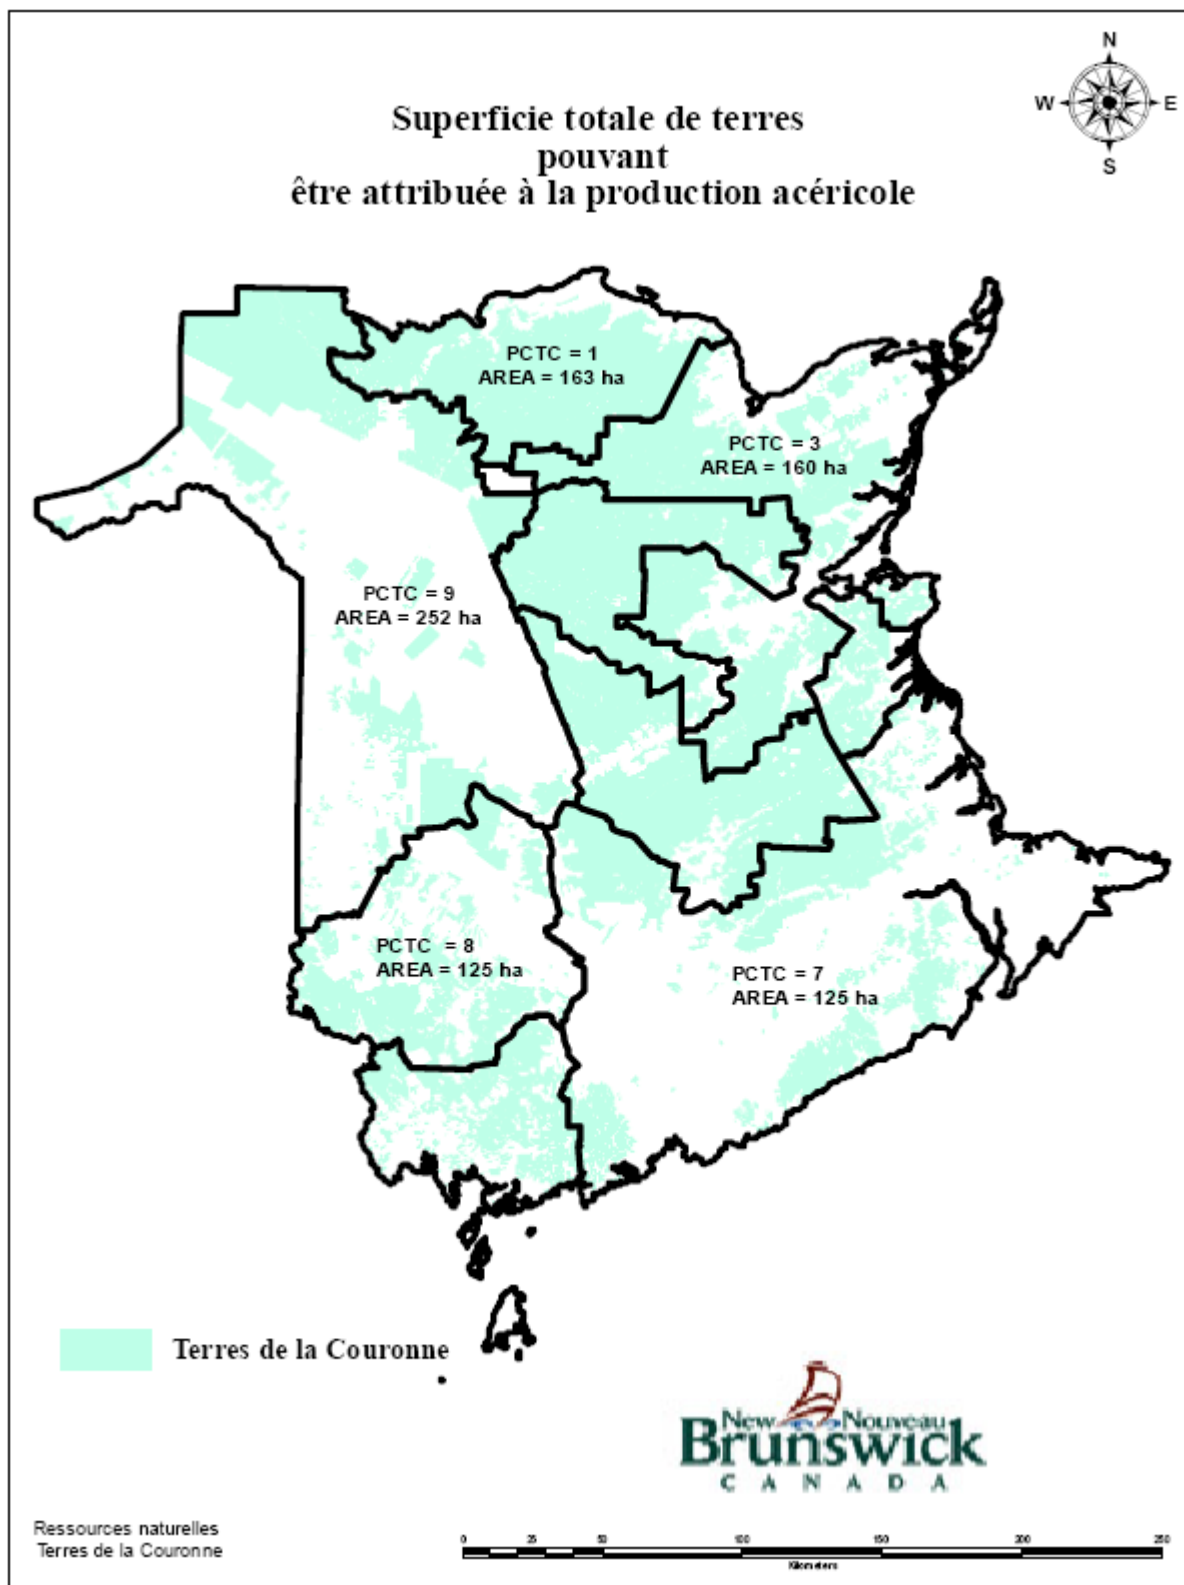 N
W E
S
Superficie totale de terres
pouvant
être attribuée à la production acéricole
PCTC = 1
AREA = 163 ha
PCTC = 3
AREA = 160 ha
PCTC = 9
AREA = 252 ha
PCTC = 8
AREA = 125 ha
PCTC = 7
AREA = 125 ha
Terres de la Couronne
New Nouveau
Brunswick
CANADA
Ressources naturelles
Terres de la Couronne
0 25 50 100 150 200 250
Kilometers